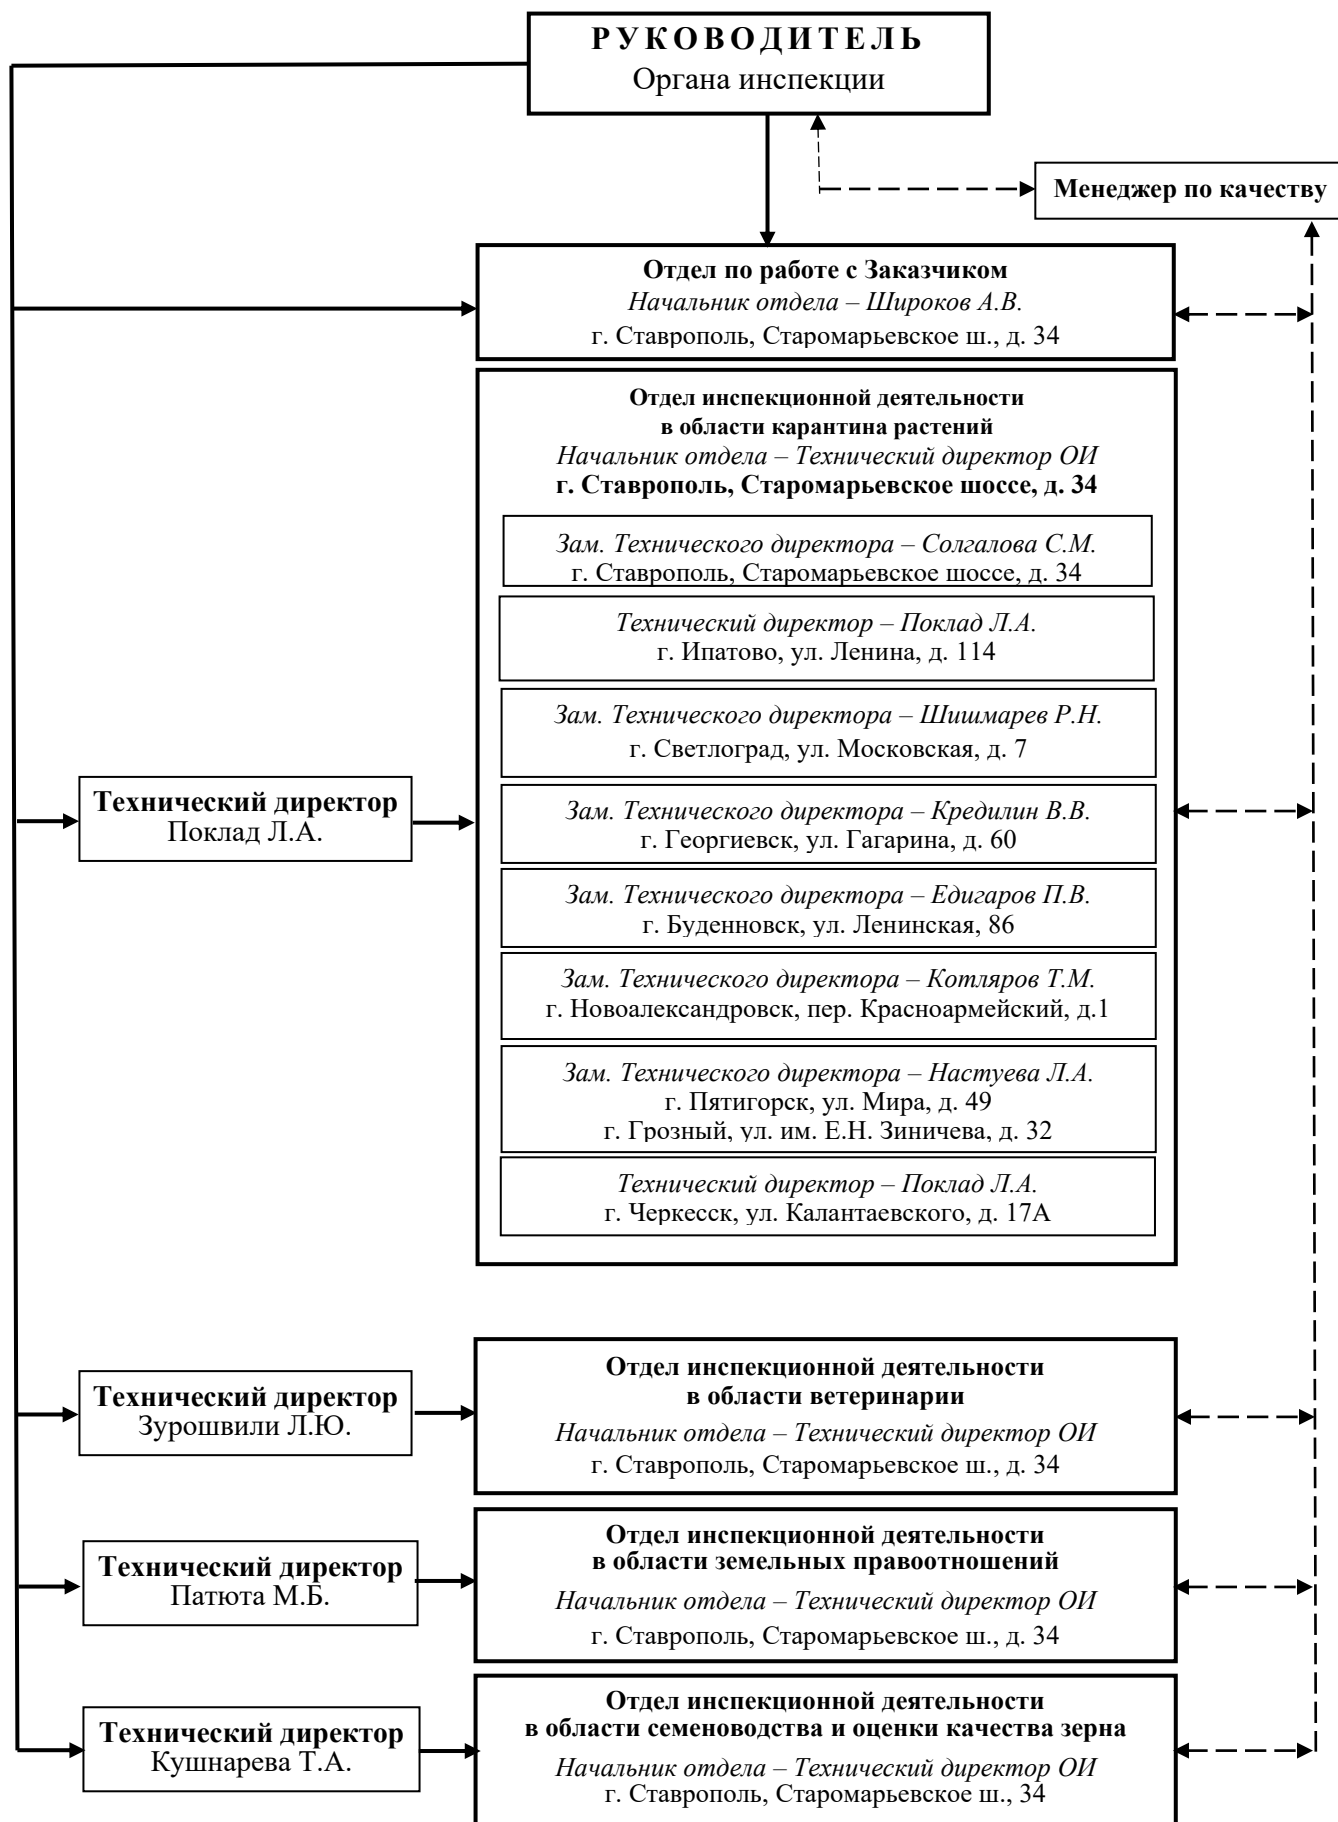 РУКОВОДИТЕЛЬ
Органа инспекции
Менеджер по качеству
Отдел по работе с Заказчиком
Начальник отдела – Широков А.В.
г. Ставрополь, Старомарьевское ш., д. 34
Отдел инспекционной деятельности
в области карантина растений
Начальник отдела – Технический директор ОИ
г. Ставрополь, Старомарьевское шоссе, д. 34
Зам. Технического директора – Солгалова С.М.
г. Ставрополь, Старомарьевское шоссе, д. 34
Технический директор – Поклад Л.А.
г. Ипатово, ул. Ленина, д. 114
Зам. Технического директора – Шишмарев Р.Н.
г. Светлоград, ул. Московская, д. 7
Технический директор
Поклад Л.А.
Зам. Технического директора – Кредилин В.В.
г. Георгиевск, ул. Гагарина, д. 60
Зам. Технического директора – Едигаров П.В.
г. Буденновск, ул. Ленинская, 86
Зам. Технического директора – Котляров Т.М.
г. Новоалександровск, пер. Красноармейский, д.1
Зам. Технического директора – Настуева Л.А.
г. Пятигорск, ул. Мира, д. 49
г. Грозный, ул. им. Е.Н. Зиничева, д. 32
Технический директор – Поклад Л.А.
г. Черкесск, ул. Калантаевского, д. 17А
Технический директор
Зурошвили Л.Ю.
Отдел инспекционной деятельности
в области ветеринарии
Начальник отдела – Технический директор ОИ
г. Ставрополь, Старомарьевское ш., д. 34
Технический директор
Патюта М.Б.
Отдел инспекционной деятельности
в области земельных правоотношений
Начальник отдела – Технический директор ОИ
г. Ставрополь, Старомарьевское ш., д. 34
Технический директор
Кушнарева Т.А.
Отдел инспекционной деятельности
в области семеноводства и оценки качества зерна
Начальник отдела – Технический директор ОИ
г. Ставрополь, Старомарьевское ш., 34